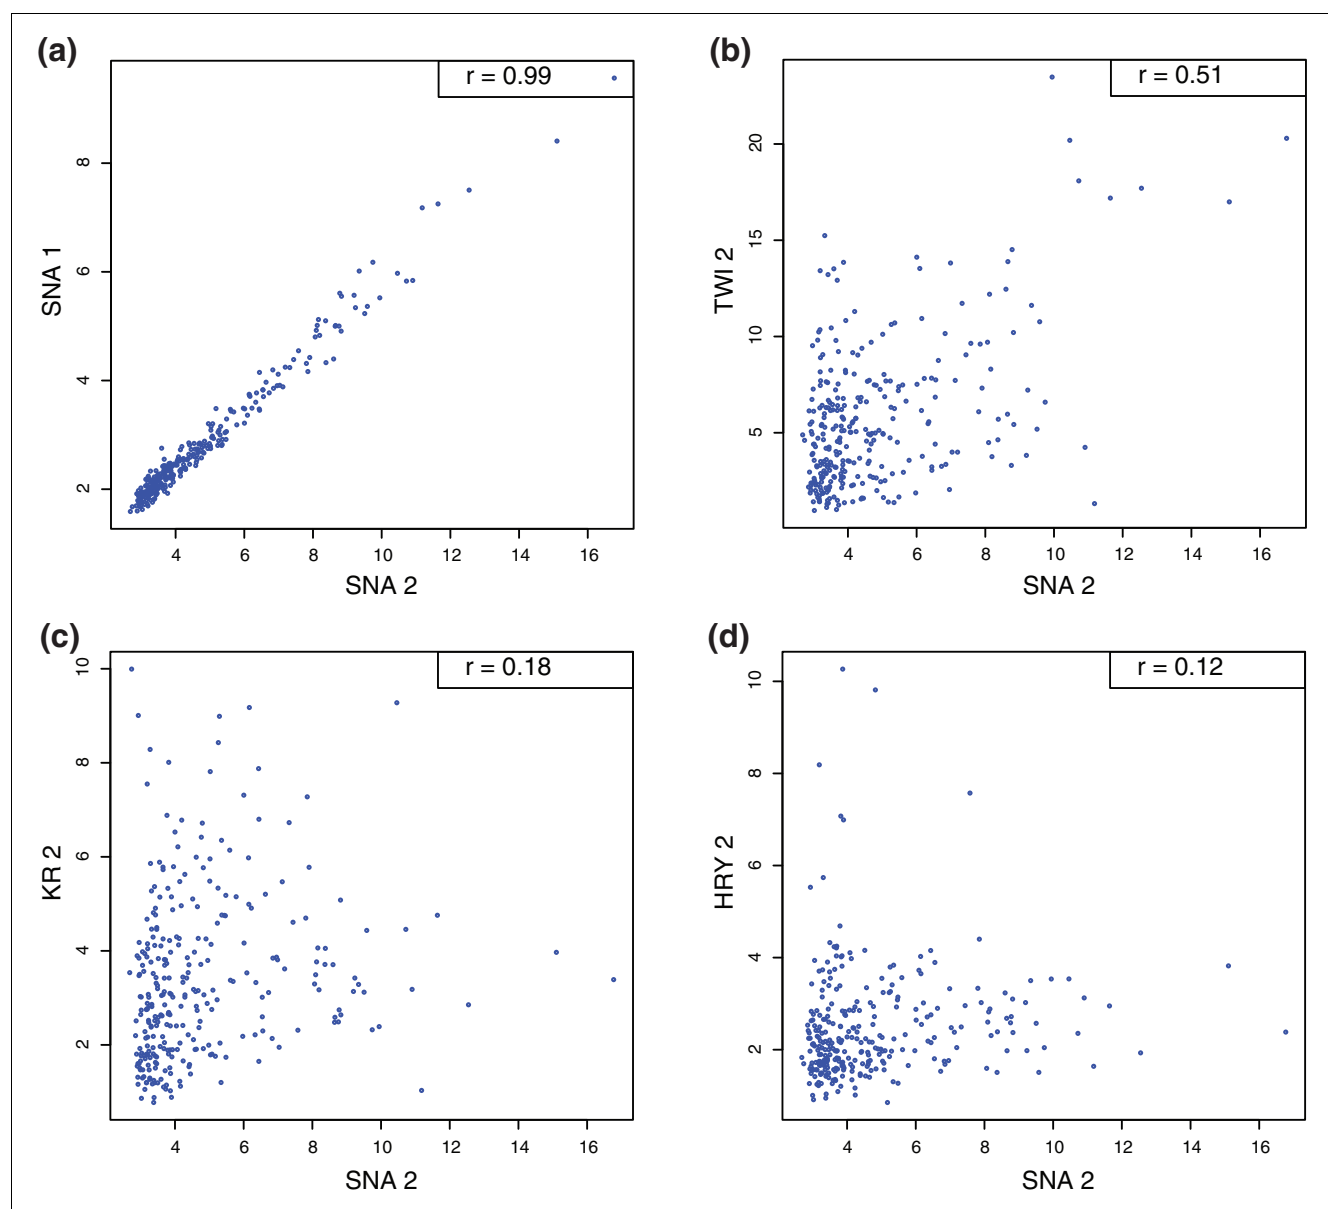 (a)
r = 0.99
SNA 1
8
6
4
2
4 6 8 10 12 14 16
SNA 2
(b)
r = 0.51
TWI 2
20
15
10
5
4 6 8 10 12 14 16
SNA 2
(c)
r = 0.18
KR 2
10
8
6
4
2
4 6 8 10 12 14 16
SNA 2
(d)
r = 0.12
HRY 2
10
8
6
4
2
4 6 8 10 12 14 16
SNA 2